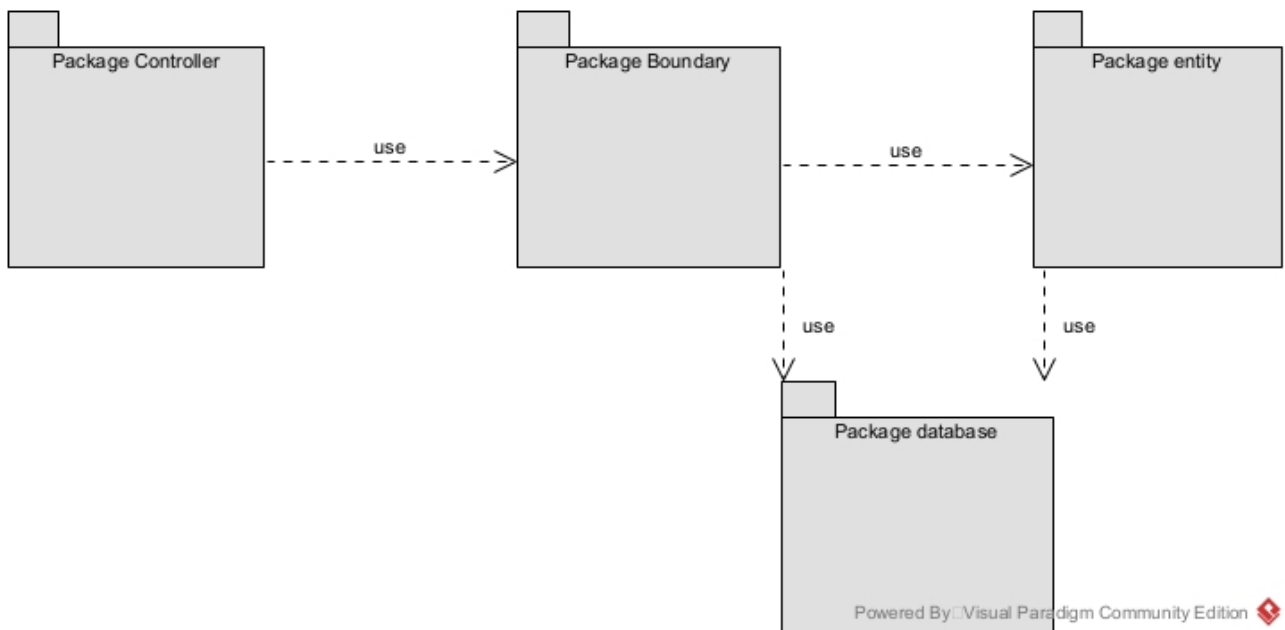 Package Controller
Package Boundary
Package entity
use
use
use
use
Package database
Powered By Visual Paradigm Community Edition